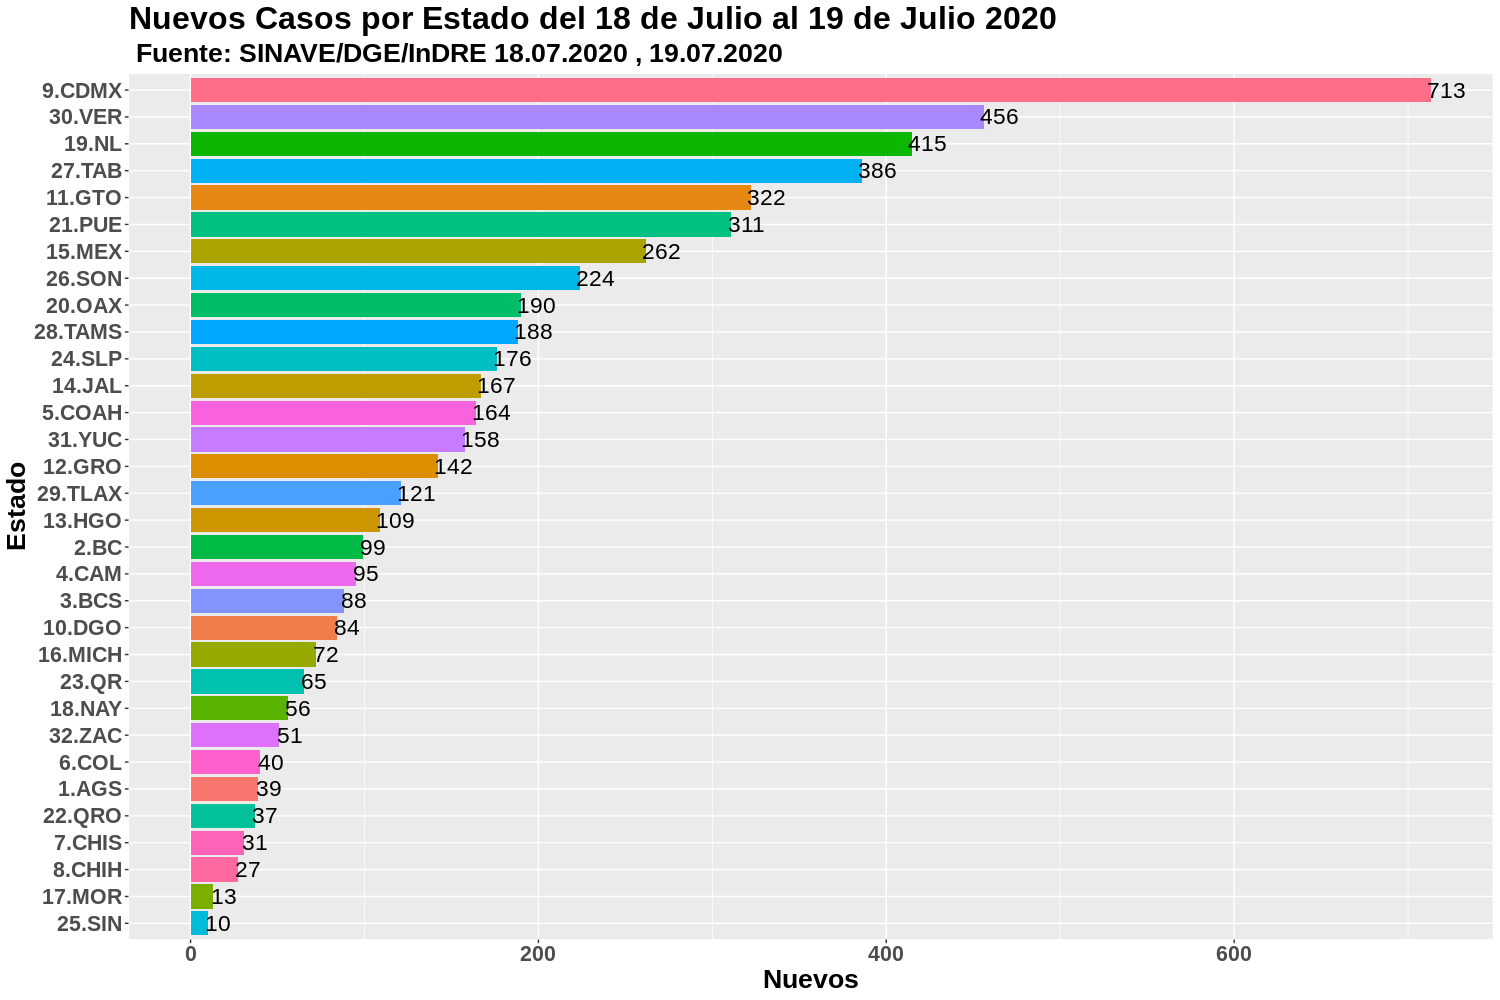 Nuevos Casos por Estado del 18 de Julio al 19 de Julio 2020
Fuente: SINAVE/DGE/InDRE 18.07.2020 , 19.07.2020
9.CDMX 713
30.VER 456
19.NL 415
27.TAB 386
11.GTO 322
21.PUE 311
15.MEX 262
26.SON 224
20.OAX 190
28.TAMS 188
24.SLP 176
14.JAL 167
5.COAH 164
31.YUC 158
12.GRO 142
29.TLAX 121
13.HGO 109
2.BC 99
4.CAM 95
3.BCS 88
10.DGO 84
16.MICH 72
23.QR 65
18.NAY 56
32.ZAC 51
6.COL 40
1.AGS 39
22.QRO 37
7.CHIS 31
8.CHIH 27
17.MOR 13
25.SIN 10
Estado
0 200 400 600
Nuevos